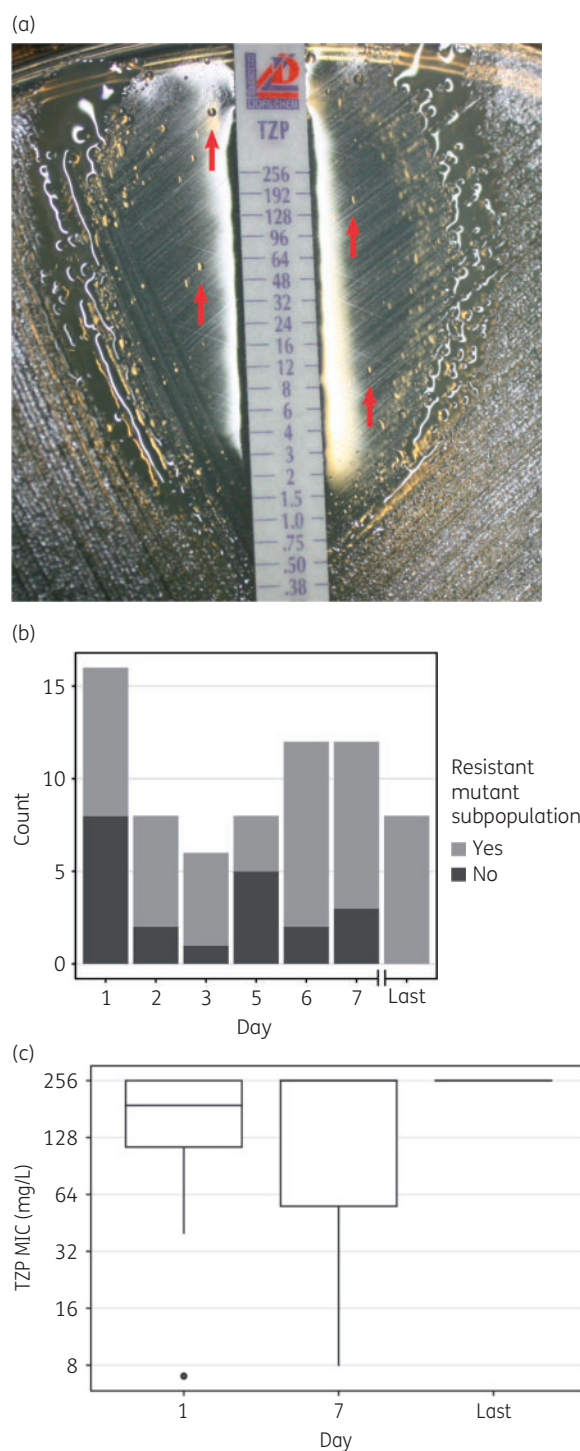 (a)
LIOFILCHEM
TZP
256
192
128
96
64
48
32
24
16
12
8
6
4
3
2
1.5
1.0
.75
.50
.38
(b)
15
10
5
0
Count
1 2 3 5 6 7 Last
Day
Resistant
mutant
subpopulation
Yes
No
(c)
256
128
64
32
16
8
TZP MIC (mg/L)
1 7 Last
Day